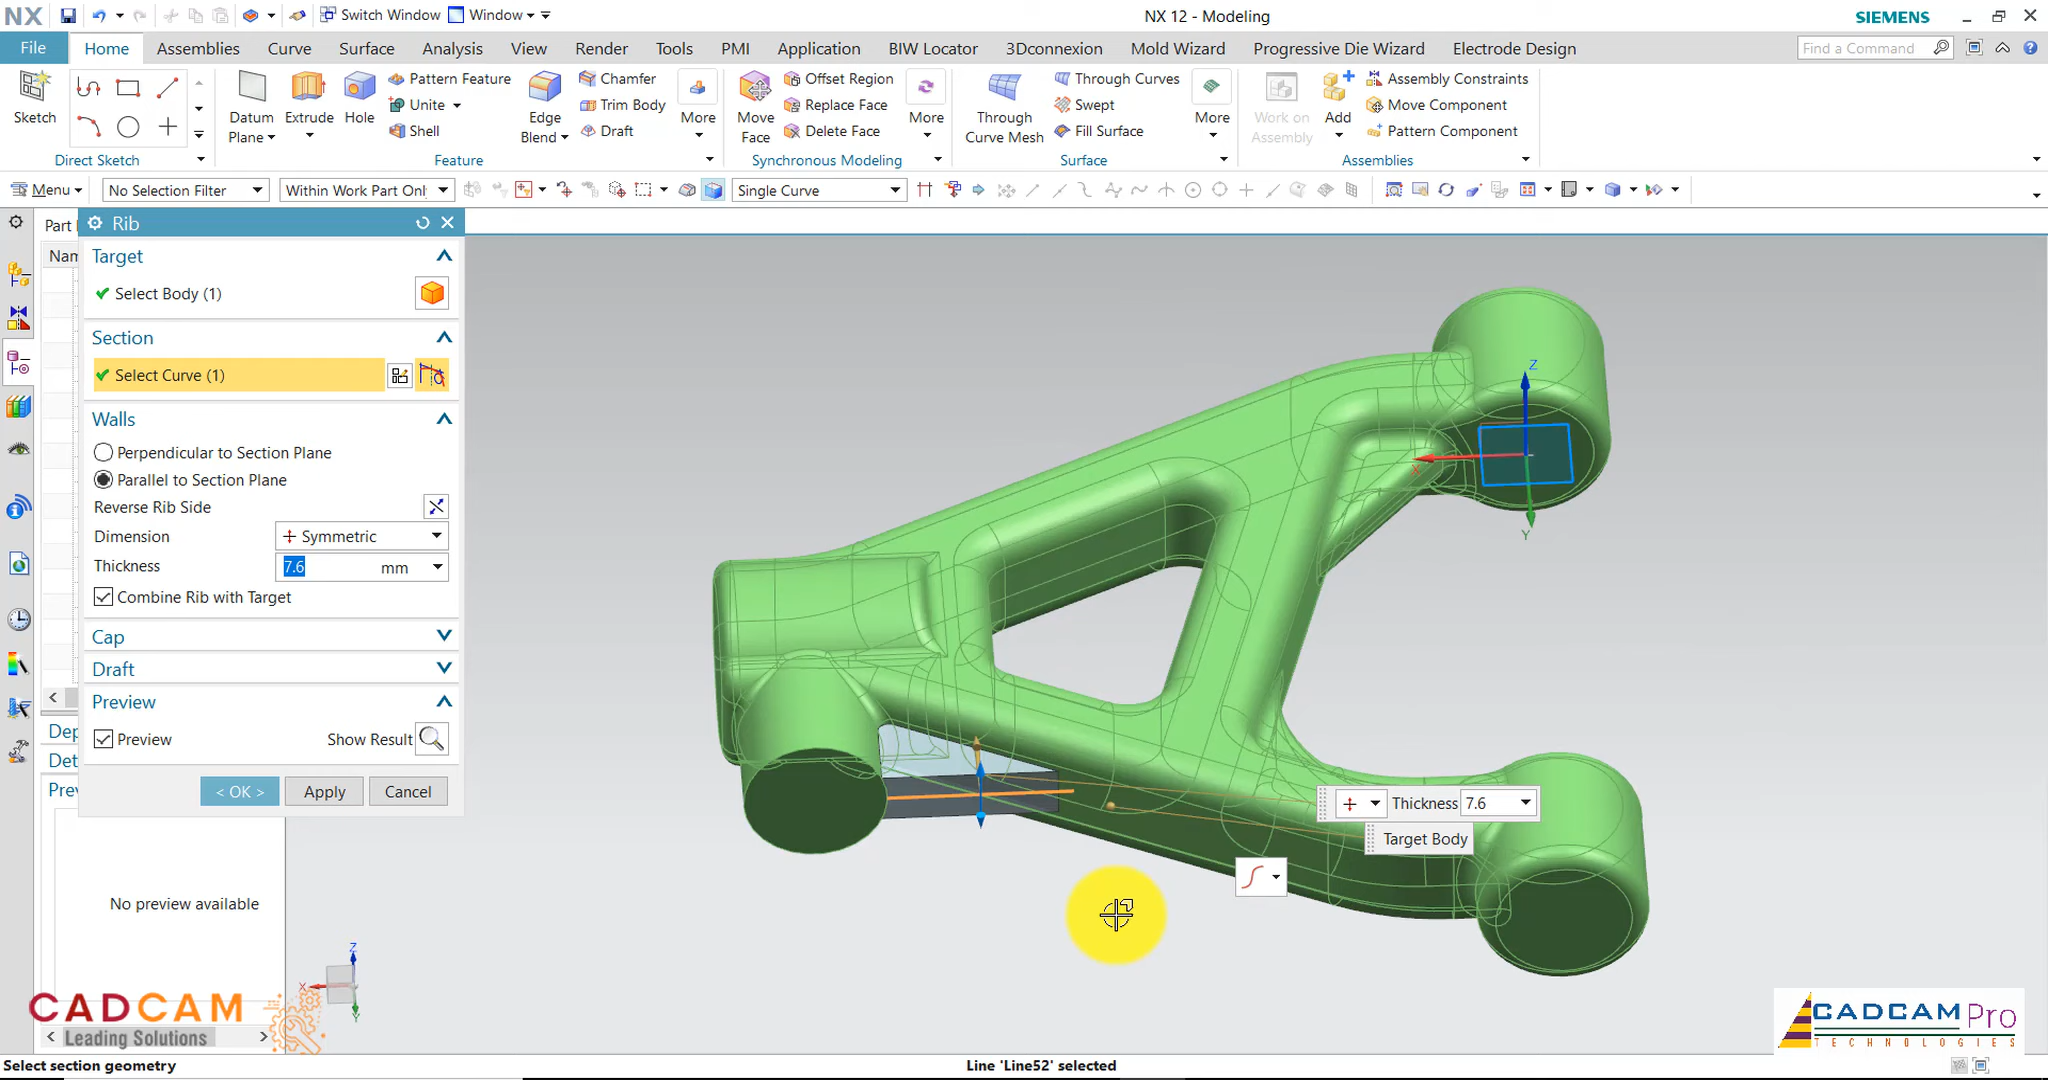 NX Switch Window Window NX 12 - Modeling SIEMENS
File Home Assemblies Curve Surface Analysis View Render Tools PMI Application BIW Locator 3Dconnexion Mold Wizard Progressive Die Wizard Electrode Design Find a Command
Pattern Feature Chamfer Offset Region Through Curves Assembly Constraints
Unite Trim Body Replace Face Swept Move Component
Sketch Datum Extrude Hole Edge More Move More Through More Work on Add
Plane Shell Blend Draft Face Delete Face Curve Mesh Fill Surface Assembly Pattern Component
Direct Sketch Feature Synchronous Modeling Surface Assemblies
Menu No Selection Filter Within Work Part Onl Single Curve
Part
Nam
Rib
Target
Select Body (1)
Section
Select Curve (1)
Walls
Perpendicular to Section Plane
Parallel to Section Plane
Reverse Rib Side
Dimension Symmetric
Thickness 7.6 mm
Combine Rib with Target
Cap
Draft
Preview
Preview Show Result
< OK > Apply Cancel
Dep
Det
Prev
No preview available
Z
X
Y
Thickness 7.6
Target Body
Z
X
Y
CADCAM
Leading Solutions
CADCAM Pro
TECHNOLOGIES
Select section geometry Line 'Line52' selected